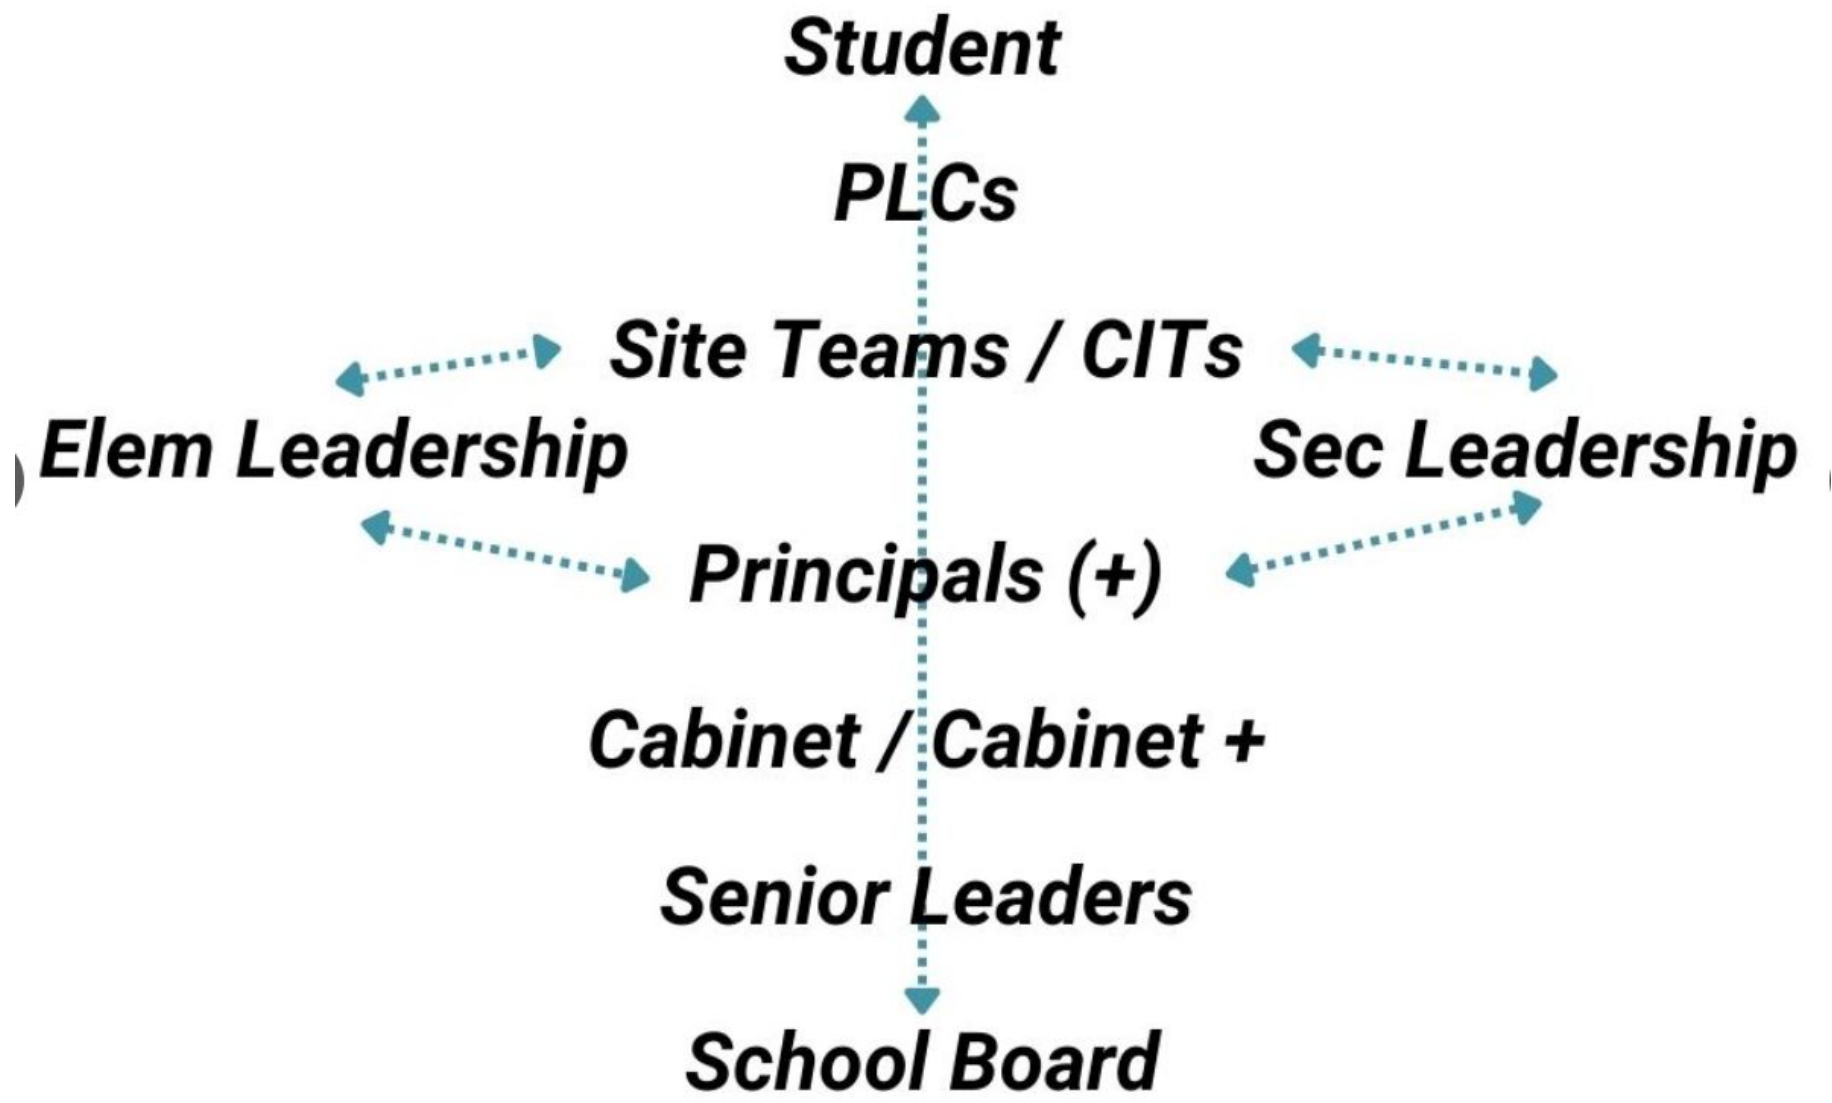 Student
PLCs
Site Teams / CITs
Elem Leadership
Sec Leadership
Principals (+)
Cabinet / Cabinet +
Senior Leaders
School Board